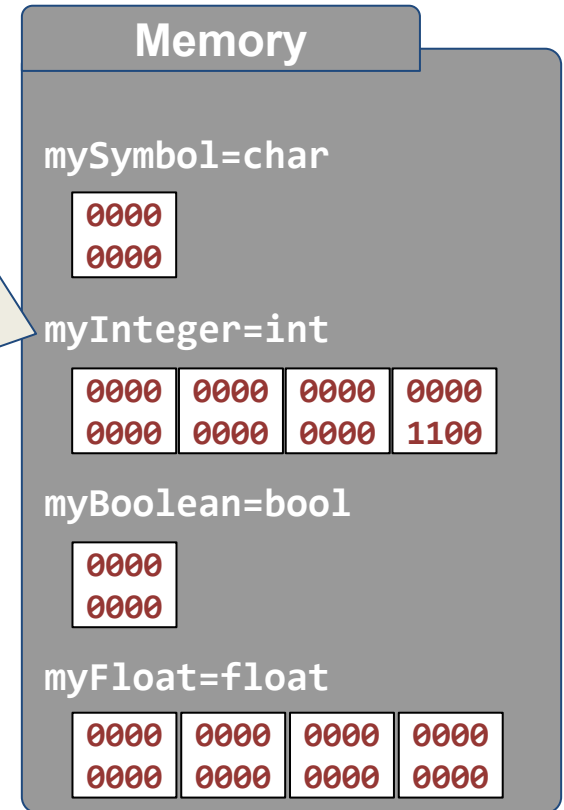 Memory
mySymbol=char
0000
0000
myInteger=int
0000 0000 0000 0000
0000 0000 0000 1100
myBoolean=bool
0000
0000
myFloat=float
0000 0000 0000 0000
0000 0000 0000 0000